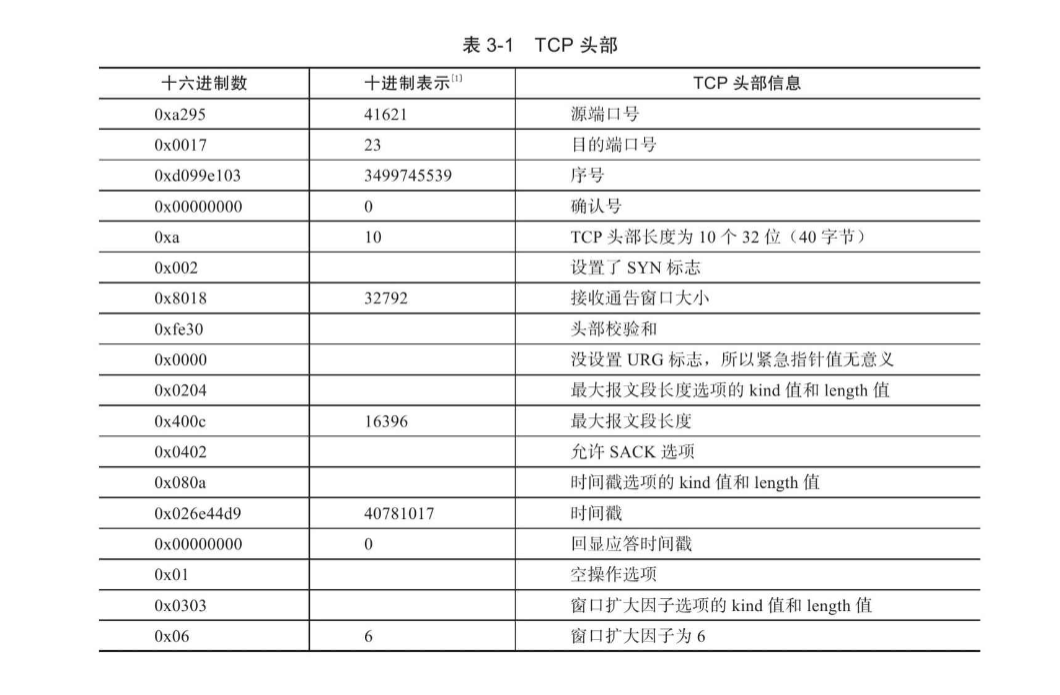 表 3-1 TCP 头部
十六进制数 十进制表示[1] TCP 头部信息
0xa295 41621 源端口号
0x0017 23 目的端口号
0xd099e103 3499745539 序号
0x00000000 0 确认号
0xa 10 TCP 头部长度为 10 个 32 位（40 字节）
0x002 设置了 SYN 标志
0x8018 32792 接收通告窗口大小
0xfe30 头部校验和
0x0000 没设置 URG 标志，所以紧急指针值无意义
0x0204 最大报文段长度选项的 kind 值和 length 值
0x400c 16396 最大报文段长度
0x0402 允许 SACK 选项
0x080a 时间戳选项的 kind 值和 length 值
0x026e44d9 40781017 时间戳
0x00000000 0 回显应答时间戳
0x01 空操作选项
0x0303 窗口扩大因子选项的 kind 值和 length 值
0x06 6 窗口扩大因子为 6